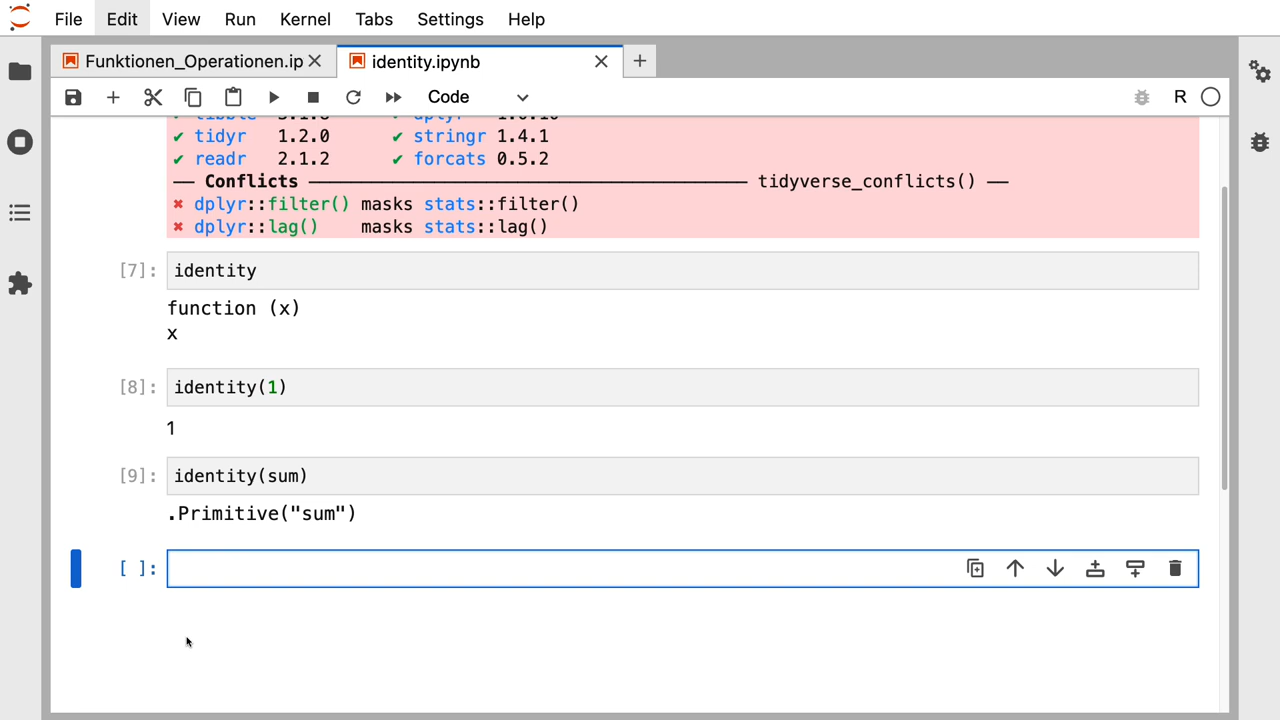 File Edit View Run Kernel Tabs Settings Help
Funktionen_Operationen.ip identity.ipynb
Code R
✔ tidyr 1.2.0 ✔ stringr 1.4.1
✔ readr 2.1.2 ✔ forcats 0.5.2
── Conflicts ────────────────────────────────────────── tidyverse_conflicts() ──
✖ dplyr::filter() masks stats::filter()
✖ dplyr::lag() masks stats::lag()
[7]: identity
function (x)
x
[8]: identity(1)
1
[9]: identity(sum)
.Primitive("sum")
[ ]: